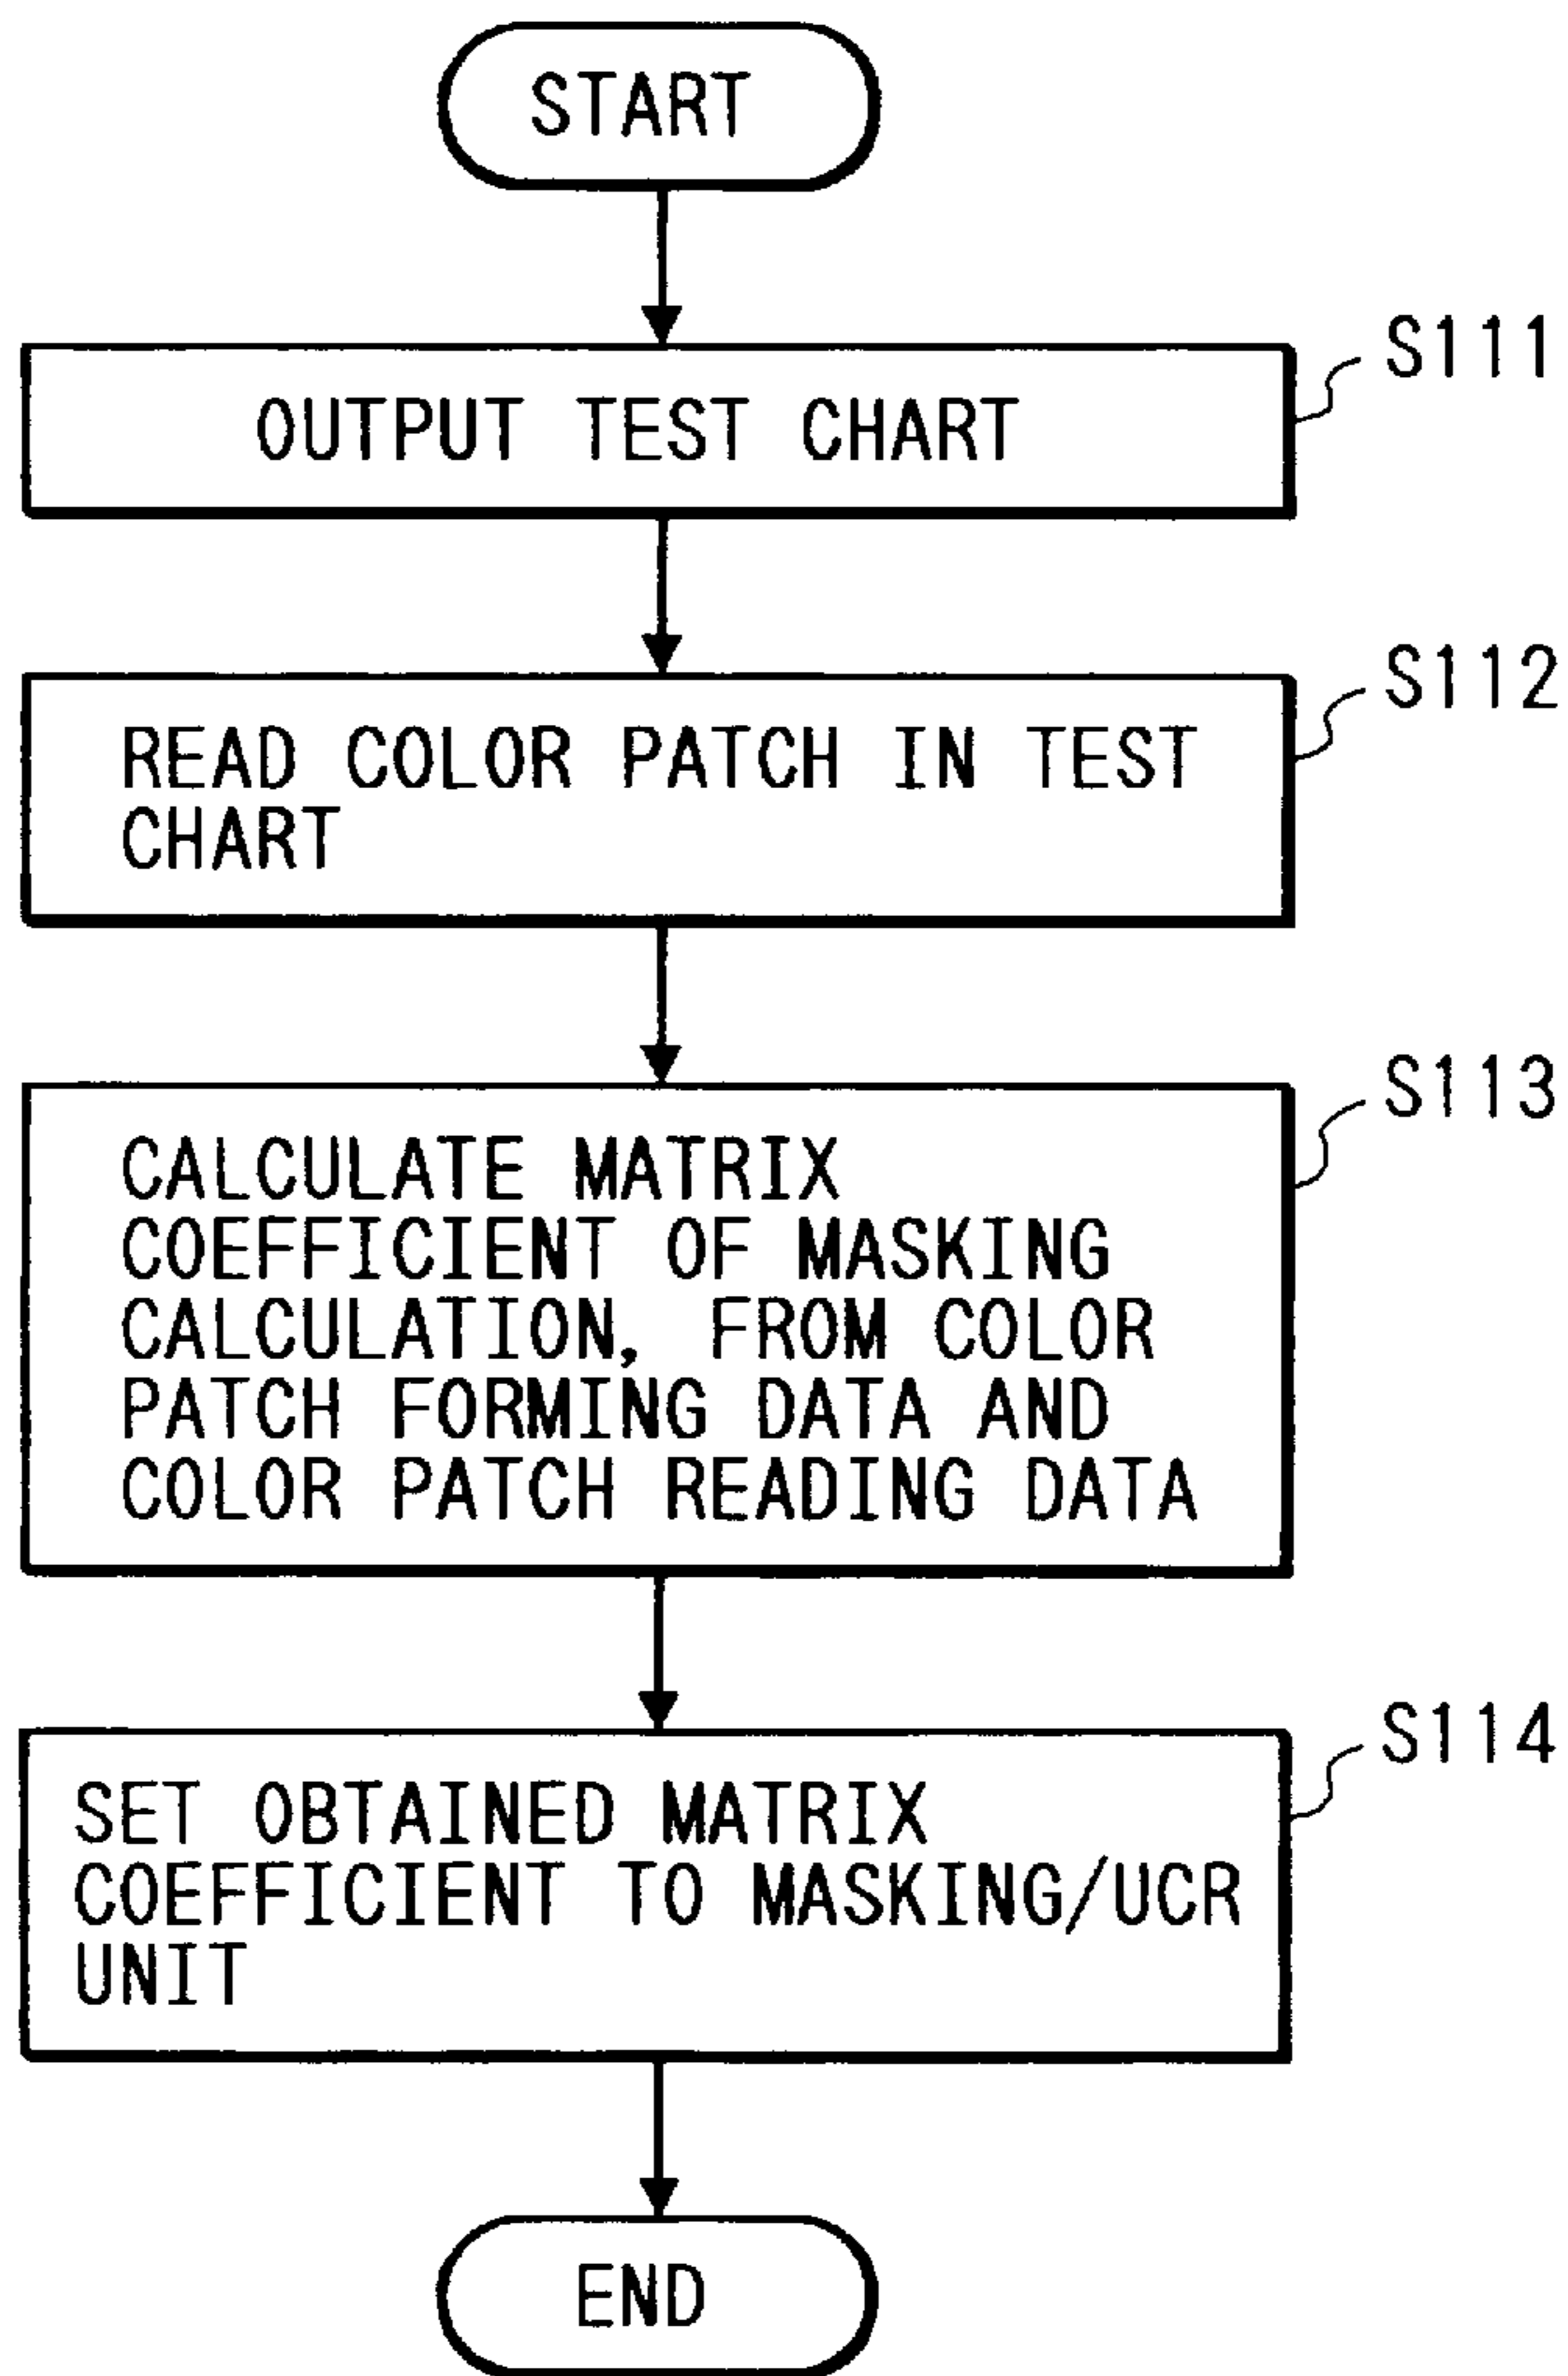 START
S111
OUTPUT TEST CHART
S112
READ COLOR PATCH IN TEST
CHART
S113
CALCULATE MATRIX
COEFFICIENT OF MASKING
CALCULATION, FROM COLOR
PATCH FORMING DATA AND
COLOR PATCH READING DATA
S114
SET OBTAINED MATRIX
COEFFICIENT TO MASKING/UCR
UNIT
END